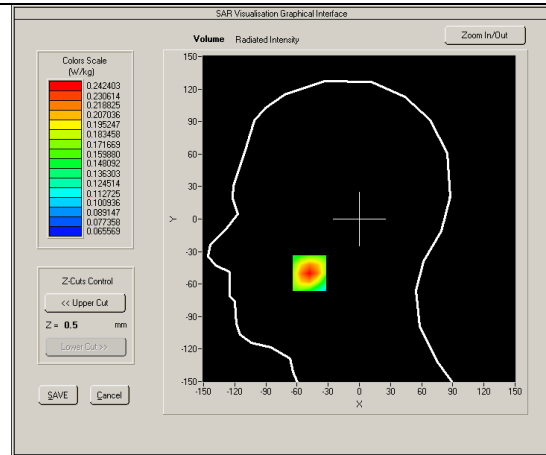 SAR Visualisation Graphical Interface
Volume Radiated Intensity
Zoom In/Out
Colors Scale
(W/kg)
0.242403
0.230614
0.218825
0.207036
0.195247
0.183458
0.171669
0.159880
0.148092
0.136303
0.124514
0.112725
0.100936
0.089147
0.077358
0.065569
Z-Cuts Control
<< Upper Cut
Z = 0.5 mm
Lower Cut >>
SAVE Cancel
Y
150
120
90
60
30
0
-30
-60
-90
-120
-150
-150 -120 -90 -60 -30 0 30 60 90 120 150
X